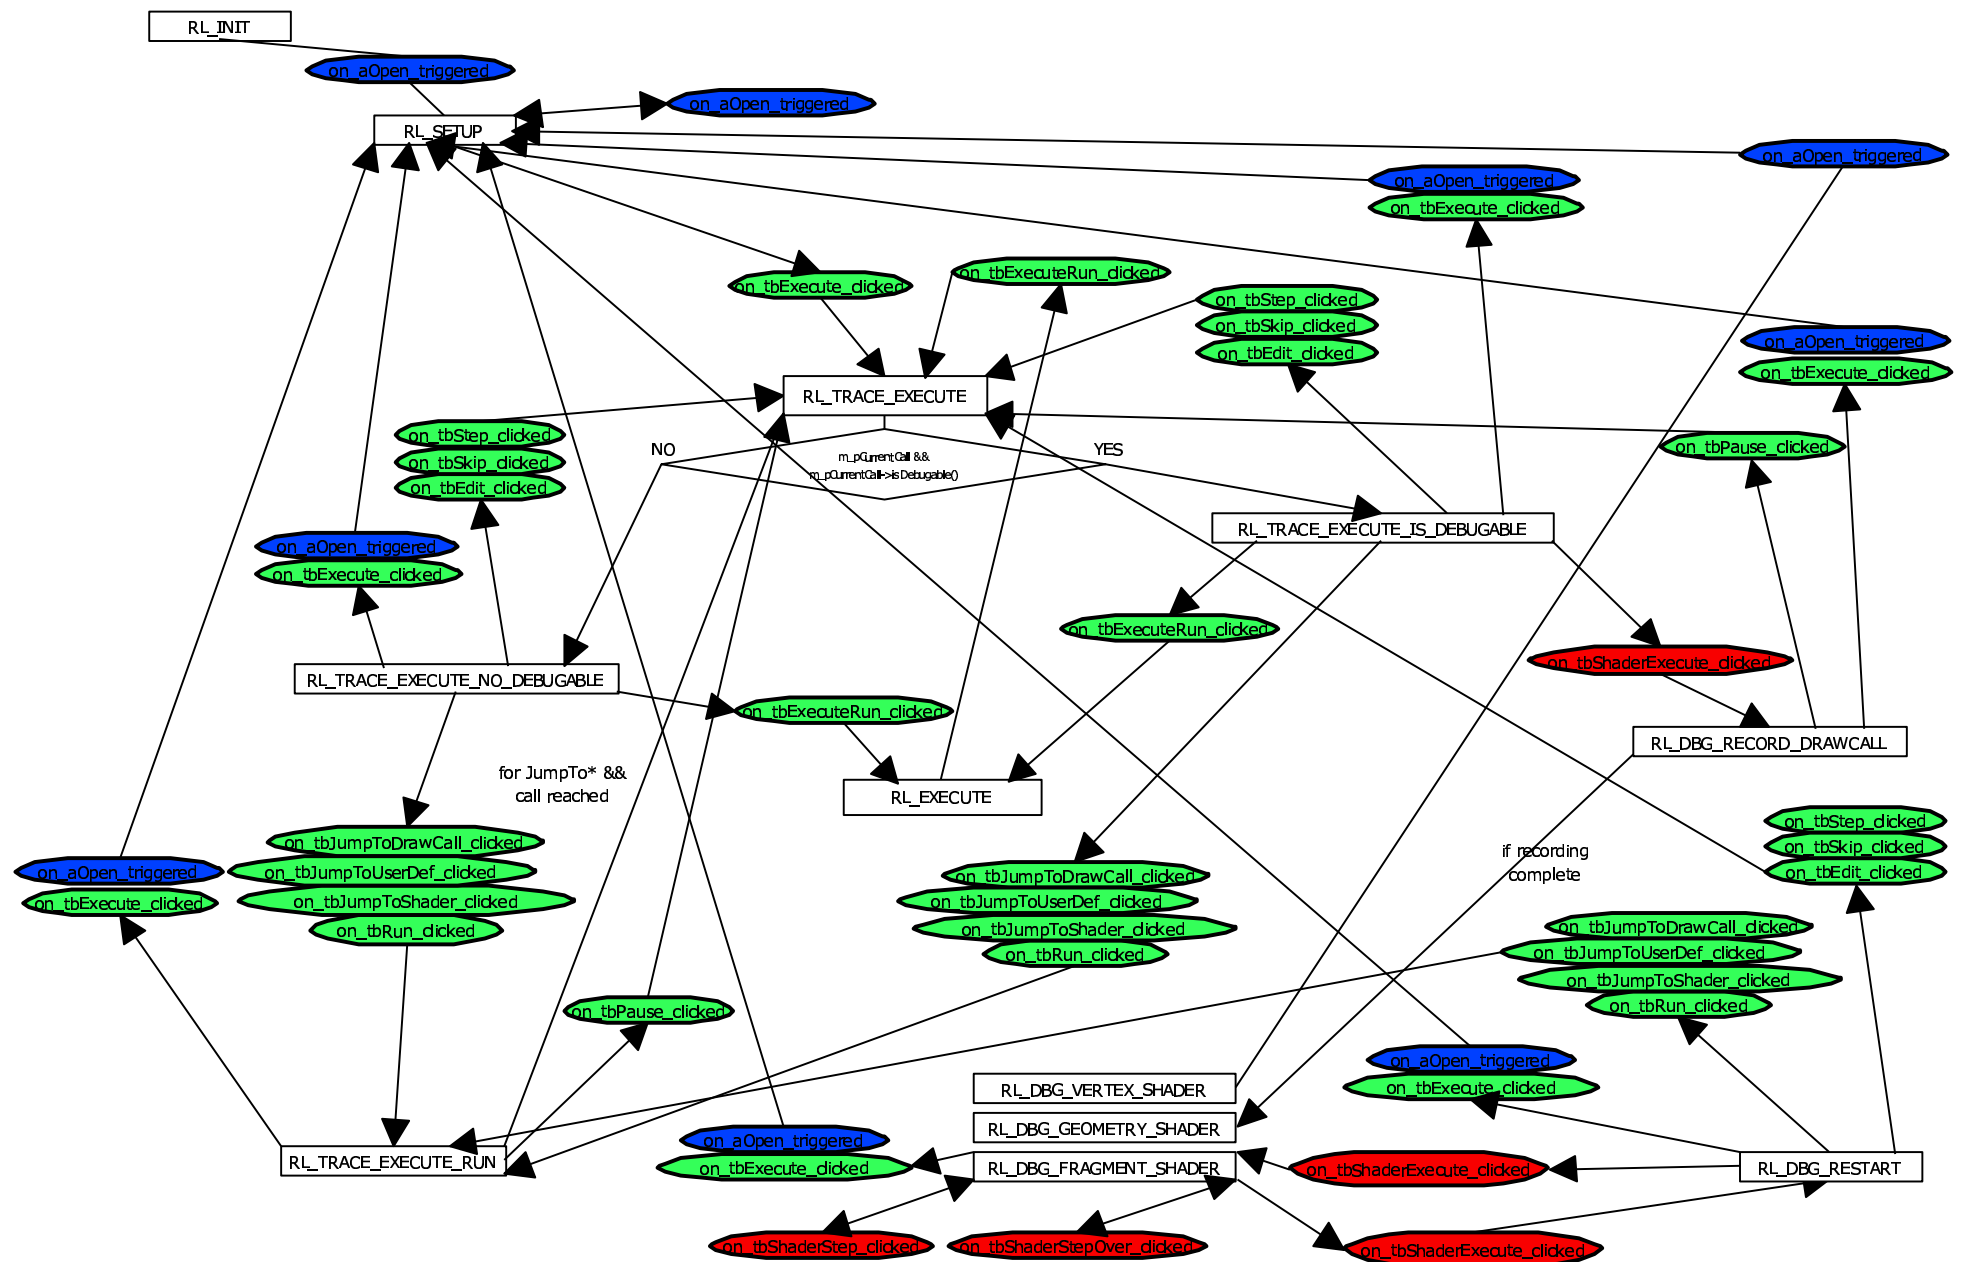 RL_INIT
on_aOpen_triggered
on_aOpen_triggered
RL_SETUP
on_aOpen_triggered
on_aOpen_triggered
on_tbExecute_clicked
on_tbExecute_clicked
on_tbExecuteRun_clicked
on_tbStep_clicked
on_tbSkip_clicked
on_tbEdit_clicked
on_aOpen_triggered
on_tbExecute_clicked
RL_TRACE_EXECUTE
on_tbStep_clicked
on_tbSkip_clicked
on_tbEdit_clicked
NO
m_pCurrentCall &&
m_pCurrentCall->isDebugable()
YES
on_tbPause_clicked
RL_TRACE_EXECUTE_IS_DEBUGABLE
on_aOpen_triggered
on_tbExecute_clicked
on_tbExecuteRun_clicked
on_tbShaderExecute_clicked
RL_TRACE_EXECUTE_NO_DEBUGABLE
on_tbExecuteRun_clicked
RL_DBG_RECORD_DRAWCALL
for JumpTo* &&
call reached
RL_EXECUTE
on_tbStep_clicked
on_tbSkip_clicked
on_tbEdit_clicked
on_tbJumpToDrawCall_clicked
on_tbJumpToUserDef_clicked
on_tbJumpToShader_clicked
on_tbRun_clicked
if recording
complete
on_aOpen_triggered
on_tbExecute_clicked
on_tbJumpToDrawCall_clicked
on_tbJumpToUserDef_clicked
on_tbJumpToShader_clicked
on_tbRun_clicked
on_tbJumpToDrawCall_clicked
on_tbJumpToUserDef_clicked
on_tbJumpToShader_clicked
on_tbRun_clicked
on_tbPause_clicked
on_aOpen_triggered
on_tbExecute_clicked
RL_DBG_VERTEX_SHADER
RL_DBG_GEOMETRY_SHADER
RL_DBG_FRAGMENT_SHADER
on_aOpen_triggered
on_tbExecute_clicked
RL_TRACE_EXECUTE_RUN
on_tbShaderExecute_clicked
RL_DBG_RESTART
on_tbShaderStep_clicked
on_tbShaderStepOver_clicked
on_tbShaderExecute_clicked